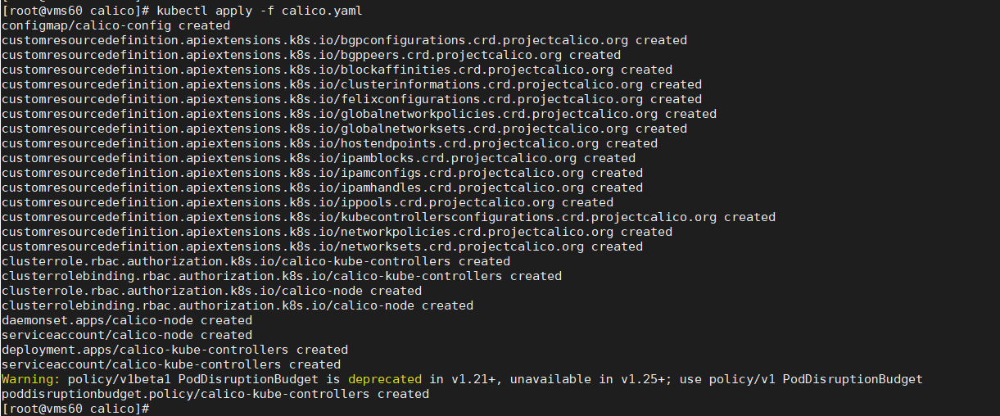 [root@vms60 calico]# kubectl apply -f calico.yaml
configmap/calico-config created
customresourcedefinition.apiextensions.k8s.io/bgpconfigurations.crd.projectcalico.org created
customresourcedefinition.apiextensions.k8s.io/bgppeers.crd.projectcalico.org created
customresourcedefinition.apiextensions.k8s.io/blockaffinities.crd.projectcalico.org created
customresourcedefinition.apiextensions.k8s.io/clusterinformations.crd.projectcalico.org created
customresourcedefinition.apiextensions.k8s.io/felixconfigurations.crd.projectcalico.org created
customresourcedefinition.apiextensions.k8s.io/globalnetworkpolicies.crd.projectcalico.org created
customresourcedefinition.apiextensions.k8s.io/globalnetworksets.crd.projectcalico.org created
customresourcedefinition.apiextensions.k8s.io/hostendpoints.crd.projectcalico.org created
customresourcedefinition.apiextensions.k8s.io/ipamblocks.crd.projectcalico.org created
customresourcedefinition.apiextensions.k8s.io/ipamconfigs.crd.projectcalico.org created
customresourcedefinition.apiextensions.k8s.io/ipamhandles.crd.projectcalico.org created
customresourcedefinition.apiextensions.k8s.io/ippools.crd.projectcalico.org created
customresourcedefinition.apiextensions.k8s.io/kubecontrollersconfigurations.crd.projectcalico.org created
customresourcedefinition.apiextensions.k8s.io/networkpolicies.crd.projectcalico.org created
customresourcedefinition.apiextensions.k8s.io/networksets.crd.projectcalico.org created
clusterrole.rbac.authorization.k8s.io/calico-kube-controllers created
clusterrolebinding.rbac.authorization.k8s.io/calico-kube-controllers created
clusterrole.rbac.authorization.k8s.io/calico-node created
clusterrolebinding.rbac.authorization.k8s.io/calico-node created
daemonset.apps/calico-node created
serviceaccount/calico-node created
deployment.apps/calico-kube-controllers created
serviceaccount/calico-kube-controllers created
Warning: policy/v1beta1 PodDisruptionBudget is deprecated in v1.21+, unavailable in v1.25+; use policy/v1 PodDisruptionBudget
poddisruptionbudget.policy/calico-kube-controllers created
[root@vms60 calico]#